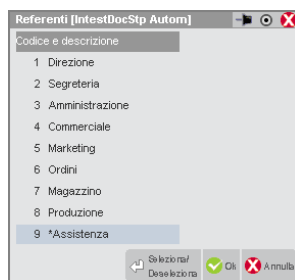 Referenti [IntestDocStp Autom]
Codice e descrizione
1 Direzione
2 Segreteria
3 Amministrazione
4 Commerciale
5 Marketing
6 Ordini
7 Magazzino
8 Produzione
9 *Assistenza
Seleziona/
Deseleziona
Ok
Annulla